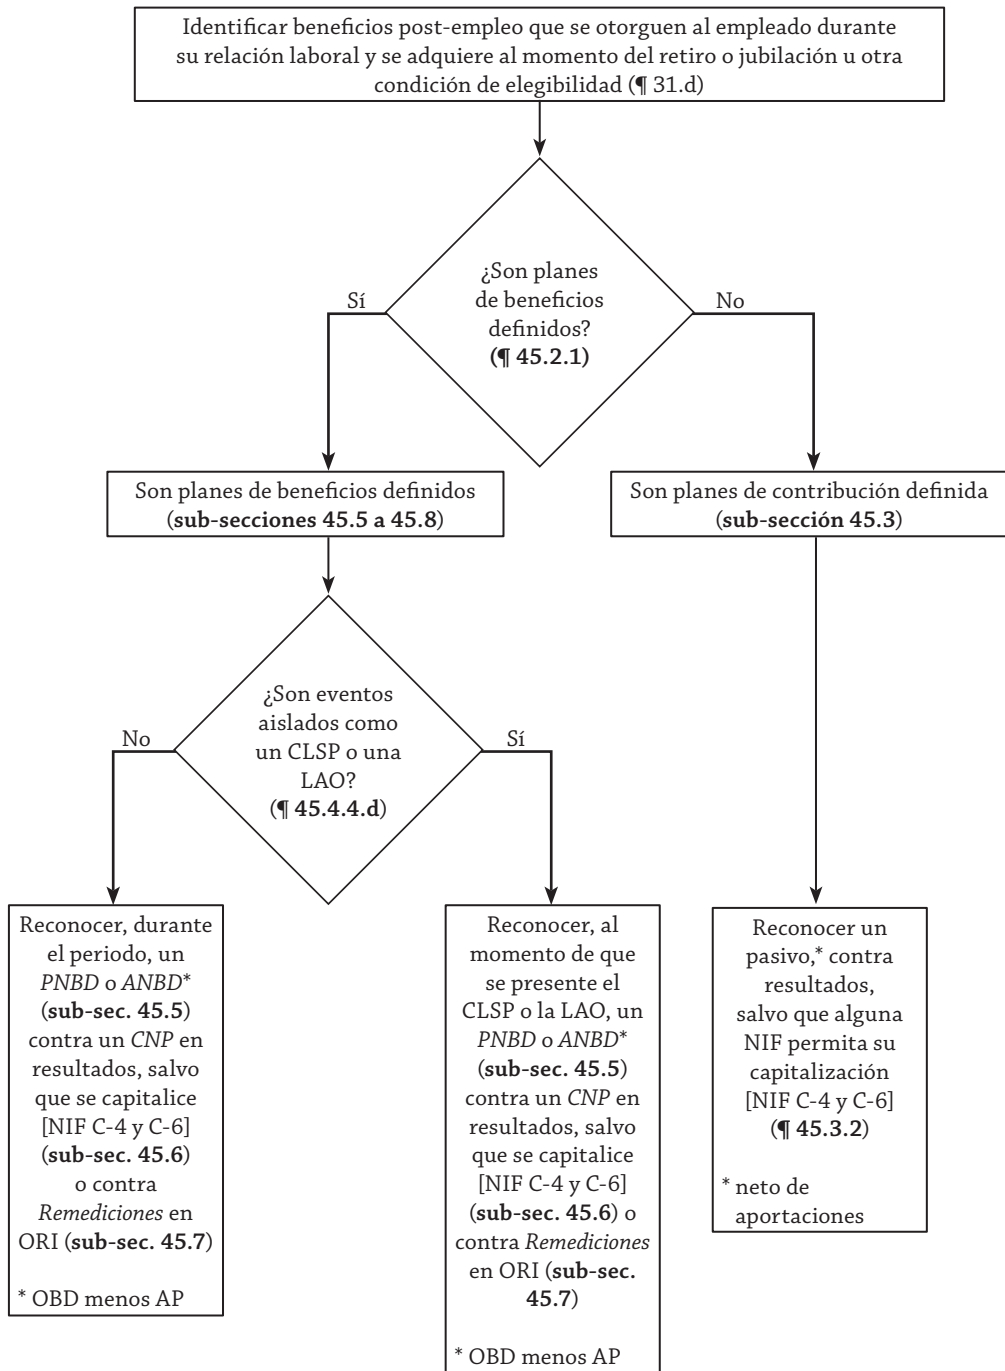 Identificar beneficios post-empleo que se otorguen al empleado durante
su relación laboral y se adquiere al momento del retiro o jubilación u otra
condición de elegibilidad (¶ 31.d)
¿Son planes
de beneficios
definidos?
(¶ 45.2.1)
Sí
No
Son planes de beneficios definidos
(sub-secciones 45.5 a 45.8)
Son planes de contribución definida
(sub-sección 45.3)
¿Son eventos
aislados como
un CLSP o una
LAO?
(¶ 45.4.4.d)
No
Sí
Reconocer, durante
el periodo, un
PNBD o ANBD*
(sub-sec. 45.5)
contra un CNP en
resultados, salvo
que se capitalice
[NIF C-4 y C-6]
(sub-sec. 45.6)
o contra
Remediciones en
ORI (sub-sec. 45.7)
* OBD menos AP
Reconocer, al
momento de que
se presente el
CLSP o la LAO, un
PNBD o ANBD*
(sub-sec. 45.5)
contra un CNP en
resultados, salvo
que se capitalice
[NIF C-4 y C-6]
(sub-sec. 45.6) o
contra Remediciones
en ORI (sub-sec.
45.7)
* OBD menos AP
Reconocer un
pasivo,* contra
resultados,
salvo que alguna
NIF permita su
capitalización
[NIF C-4 y C-6]
(¶ 45.3.2)
* neto de
aportaciones